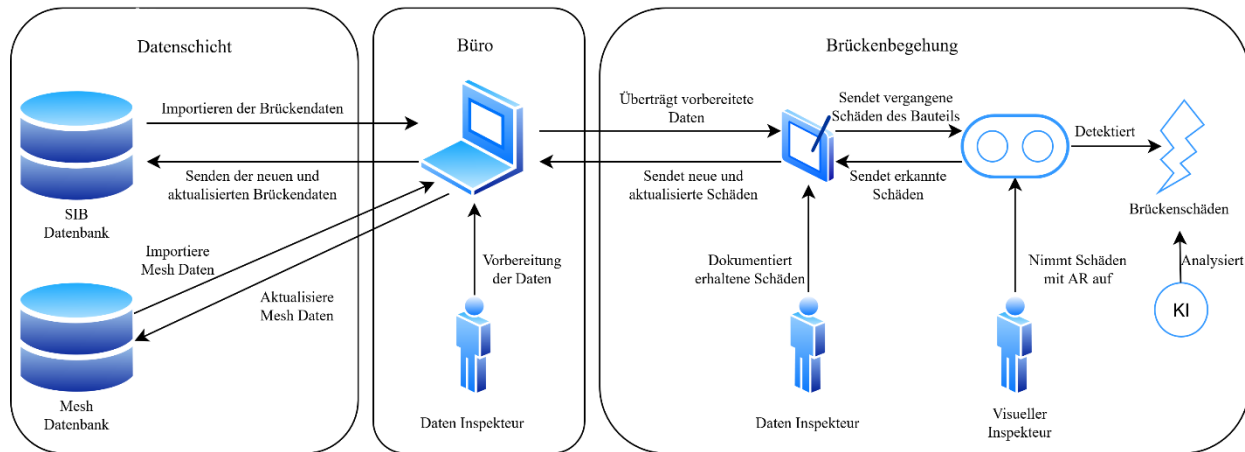 Datenschicht
Importieren der Brückendaten
Senden der neuen und
aktualisierten Brückendaten
SIB
Datenbank
Importiere
Mesh Daten
Aktualisiere
Mesh Daten
Mesh
Datenbank
Büro
Vorbereitung
der Daten
Daten Inspekteur
Brückenbegehung
Überträgt vorbereitete
Daten
Sendet neue und
aktualisierte Schäden
Sendet vergangene
Schäden des Bauteils
Sendet erkannte
Schäden
Detektiert
Brückenschäden
Dokumentiert
erhaltene Schäden
Daten Inspekteur
Nimmt Schäden
mit AR auf
Visueller
Inspekteur
Analysiert
KI